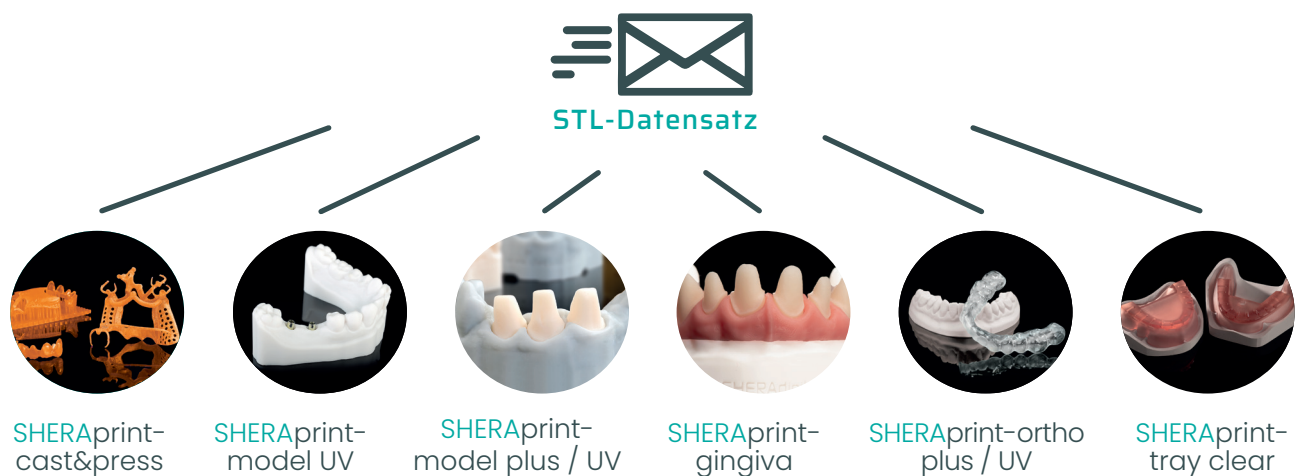 STL-Datensatz
SHERAprint-
cast&press
SHERAprint-
model UV
SHERAprint-
model plus / UV
SHERAprint-
gingiva
SHERAprint-ortho
plus / UV
SHERAprint-
tray clear